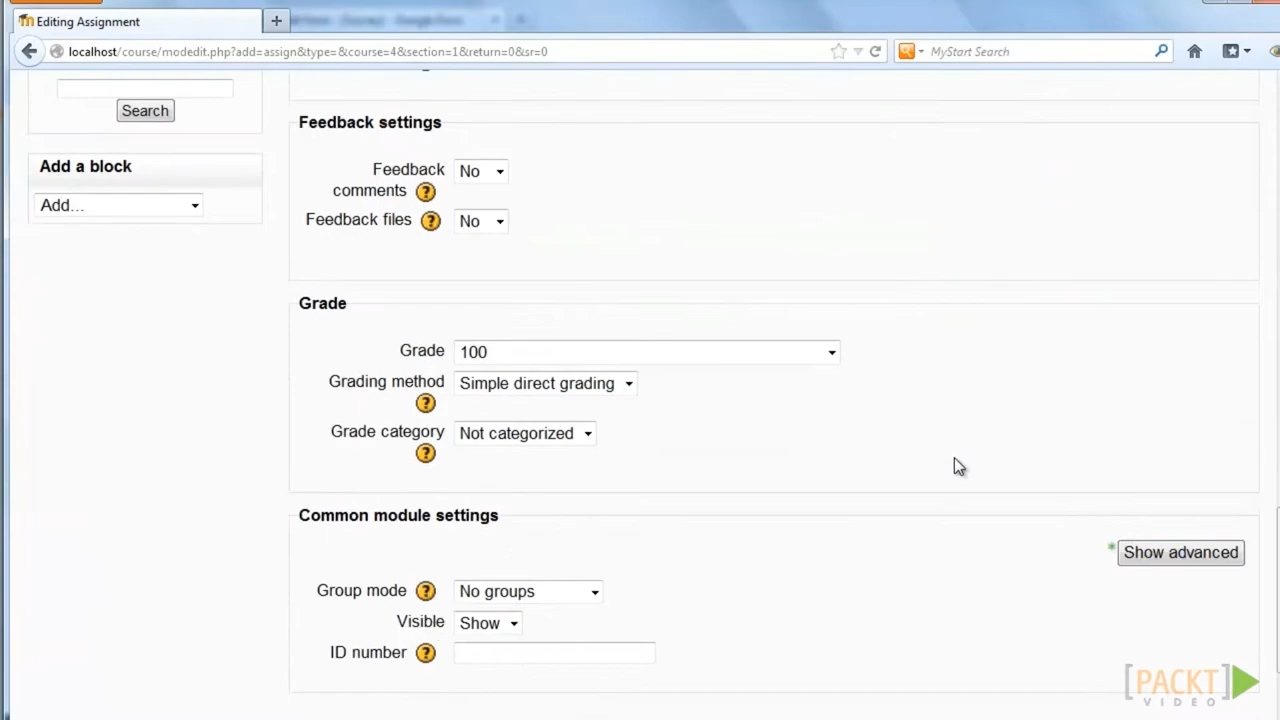 Editing Assignment
localhost/course/modedit.php?add=assign&type=&course=4&section=1&return=0&sr=0
MyStart Search
Search
Add a block
Add...
Feedback settings
Feedback comments
No
Feedback files
No
Grade
Grade
100
Grading method
Simple direct grading
Grade category
Not categorized
Common module settings
* Show advanced
Group mode
No groups
Visible
Show
ID number
[PACKT]
VIDEO